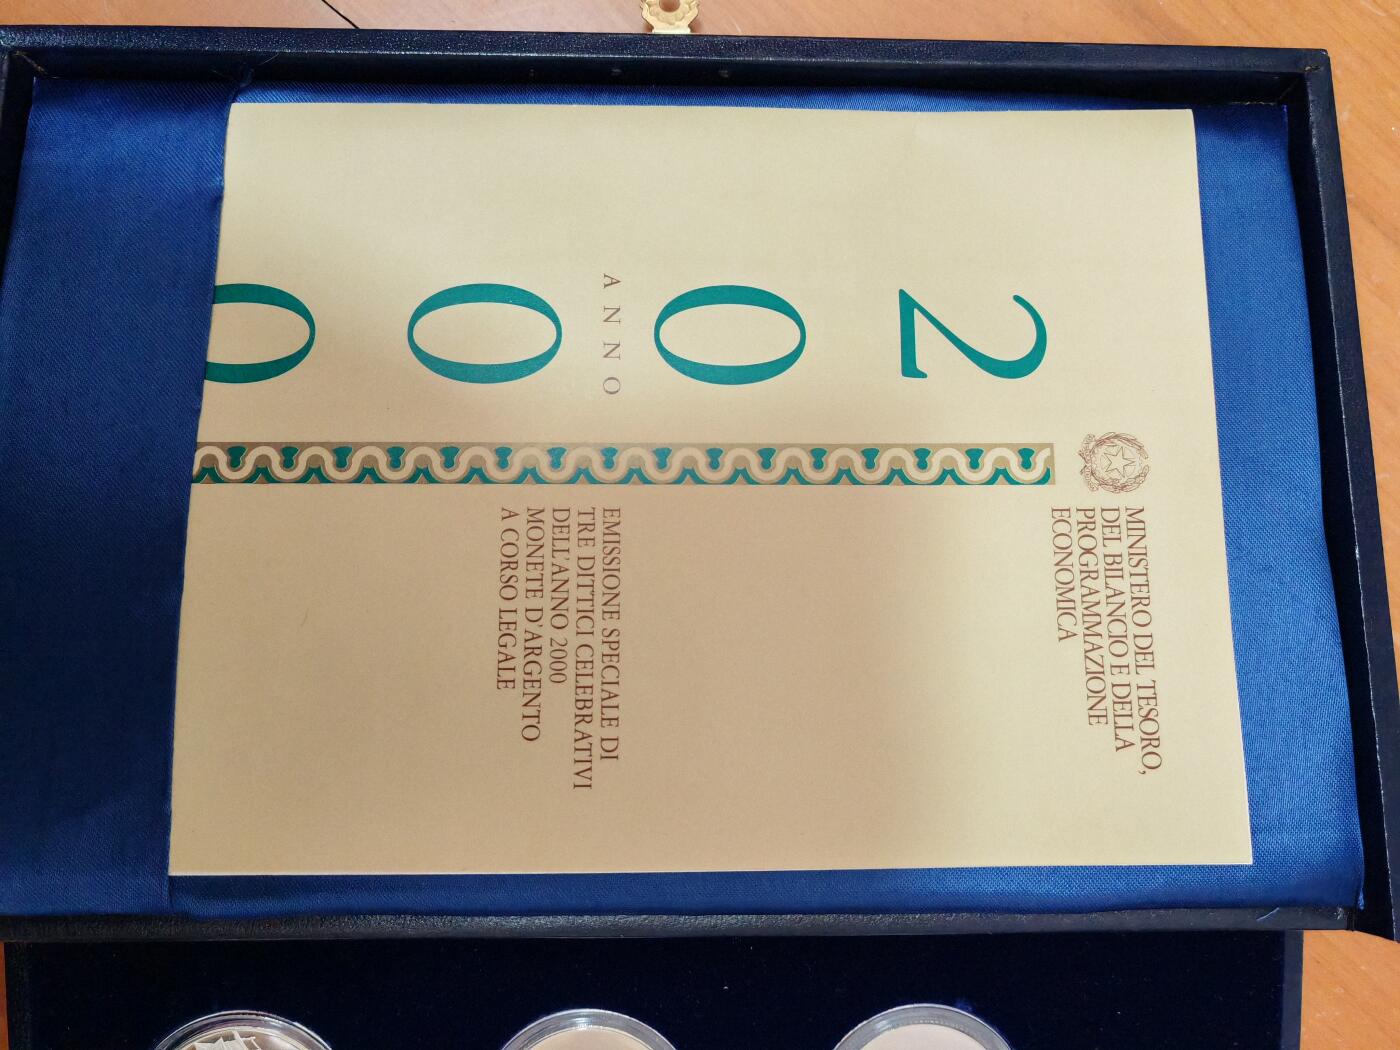 MINISTERO DEL TESORO,
DEL BILANCIO E DELLA
PROGRAMMAZIONE
ECONOMICA
2000
ANNO
EMISSIONE SPECIALE DI
TRE DITTICI CELEBRATIVI
DELL'ANNO 2000
MONETE D'ARGENTO
A CORSO LEGALE